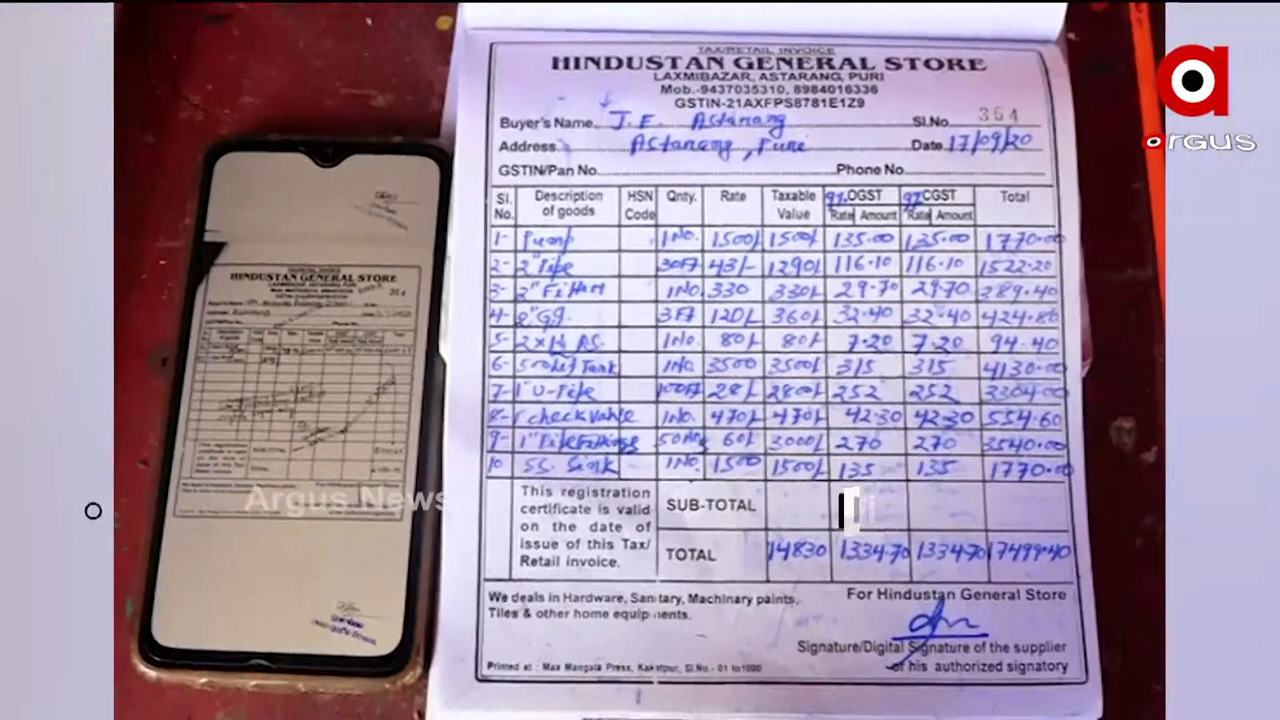 argus
TAX/RETAIL INVOICE
HINDUSTAN GENERAL STORE
LAXMIBAZAR, ASTARANG, PURI
Mob.-9437035310, 8984016336
GSTIN-21AXFPS8781E1Z9
Buyer's Name J.E. Astarang Sl.No. 364
Address Astarang, Date 17/09/20
GSTIN/Pan No. Phone No
Sl. No. Description of goods HSN Code Qnty. Rate Taxable Value 9% OGST Rate Amount 9% CGST Rate Amount Total
1- Pump 1No. 1500/- 1500/- 135.00 135.00 1770.00
2- 2" Pipe 30Ft 43/- 1290/- 116.10 116.10 1522.20
3- 2" 1No. 330 330/- 29.70 29.70 389.40
4- 2" 3Ft 120/- 360/- 32.40 32.40 424.80
5- 1No. 80/- 80/- 7.20 7.20 94.40
6- Tank 1No. 3500 3500/- 315 315 4130.00
7- 1" U-Pipe 100Ft 28/- 2800/- 252 252 3304.00
8- 1" check valve 1No. 470/- 470/- 42.30 42.30 554.60
9- 1" Pipe Fittings 50 60/- 3000/- 270 270 3540.00
10 SS. Sink 1No. 1500 1500/- 135 135 1770.00
This registration certificate is valid on the date of issue of this Tax/ Retail invoice.
SUB-TOTAL
TOTAL 14830 1334.70 1334.70 17499.40
We deals in Hardware, Sanitary, Machinary paints,
Tiles & other home equipments.
For Hindustan General Store
Signature/Digital Signature of the supplier
of his authorized signatory
Printed at : Maa Mangala Press, Kakatpur, Sl.No.- 01 to 1000
HINDUSTAN GENERAL STORE
LAXMIBAZAR, ASTARANG, PURI
SUB-TOTAL
TOTAL
Argus News